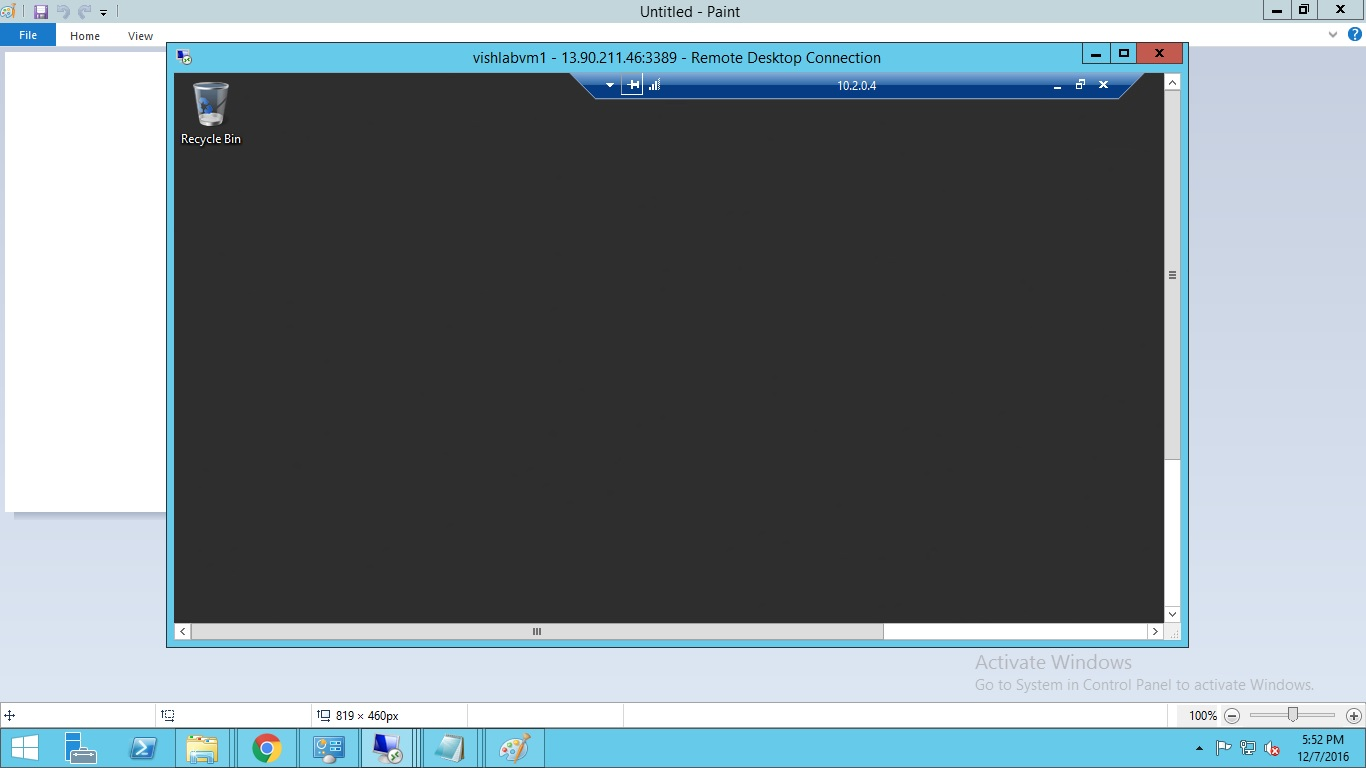 Untitled - Paint
File Home View
vishlabvm1 - 13.90.211.46:3389 - Remote Desktop Connection
10.2.0.4
Recycle Bin
Activate Windows
Go to System in Control Panel to activate Windows.
819 × 460px
100%
5:52 PM
12/7/2016